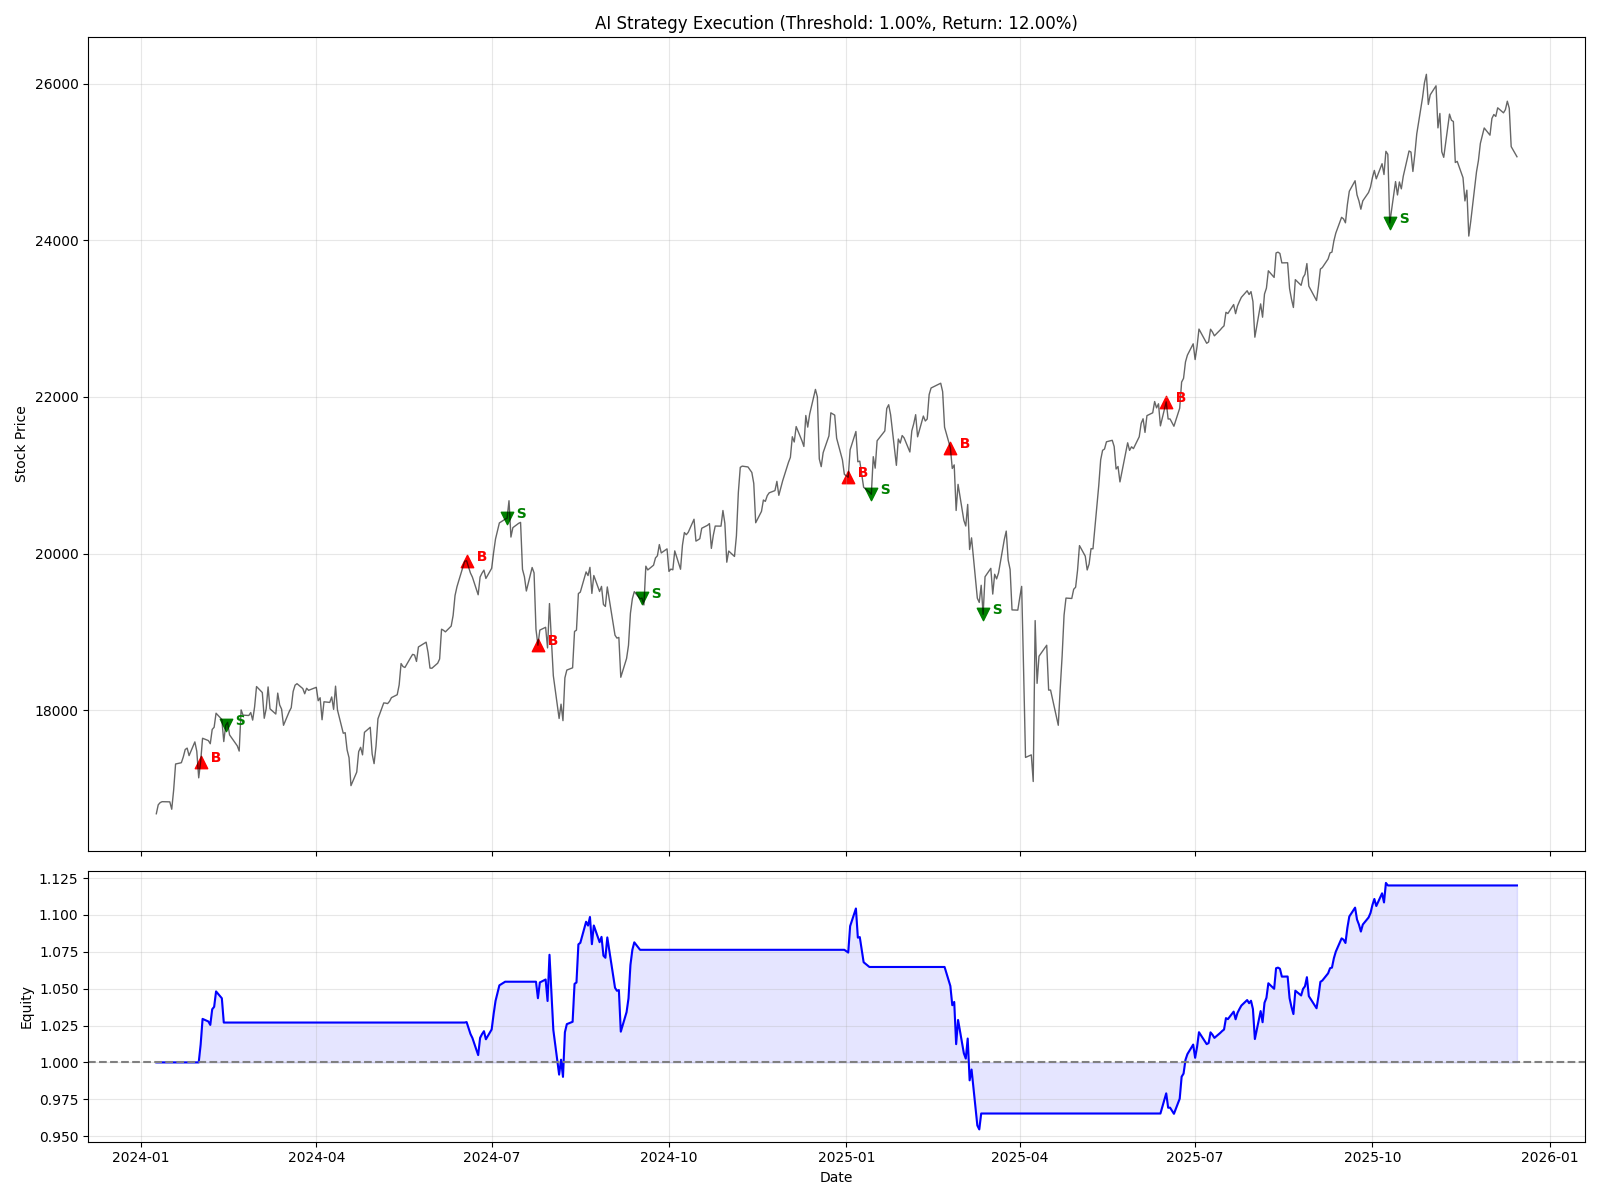 AI Strategy Execution (Threshold: 1.00%, Return: 12.00%)
26000
24000
22000
20000
18000
Stock Price
B
S
B
S
B
S
B
S
B
S
B
S
1.125
1.100
1.075
1.050
1.025
1.000
0.975
0.950
Equity
2024-01
2024-04
2024-07
2024-10
2025-01
2025-04
2025-07
2025-10
2026-01
Date